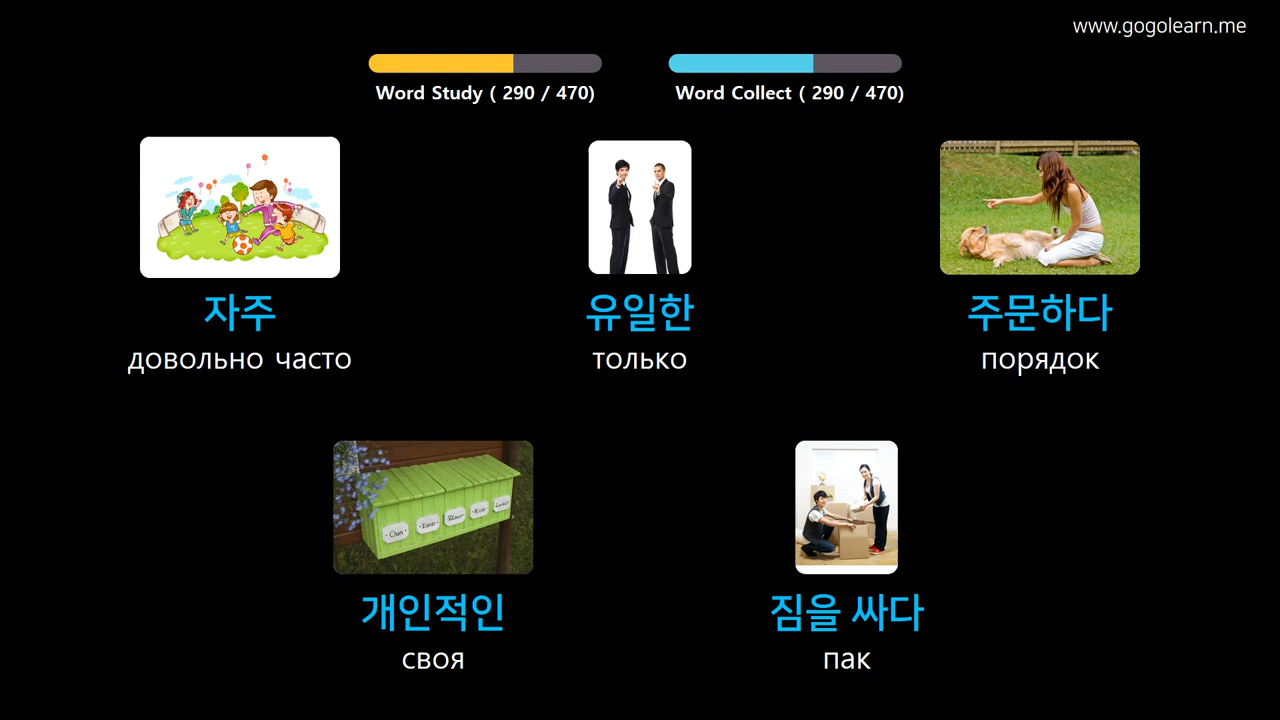 www.gogolearn.me
Word Study ( 290 / 470)
Word Collect ( 290 / 470)
자주
довольно часто
유일한
только
주문하다
порядок
개인적인
своя
짐을 싸다
пак